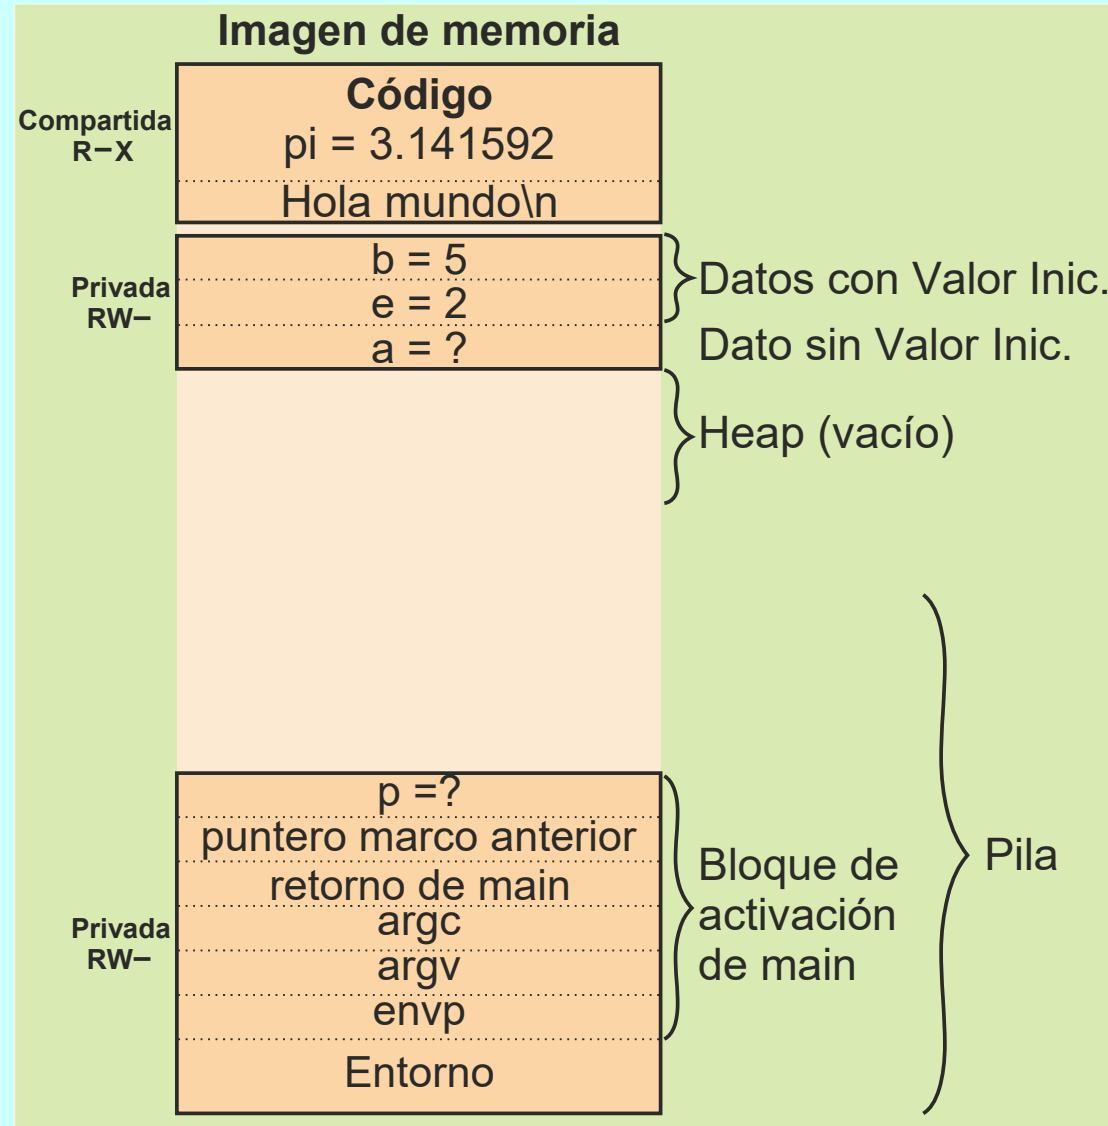 Imagen de memoria
Compartida
R−X
Código
pi = 3.141592
Hola mundo\n
Privada
RW−
b = 5
e = 2
a = ?
Datos con Valor Inic.
Dato sin Valor Inic.
Heap (vacío)
p =?
puntero marco anterior
retorno de main
argc
argv
envp
Entorno
Privada
RW−
Bloque de
activación
de main
Pila